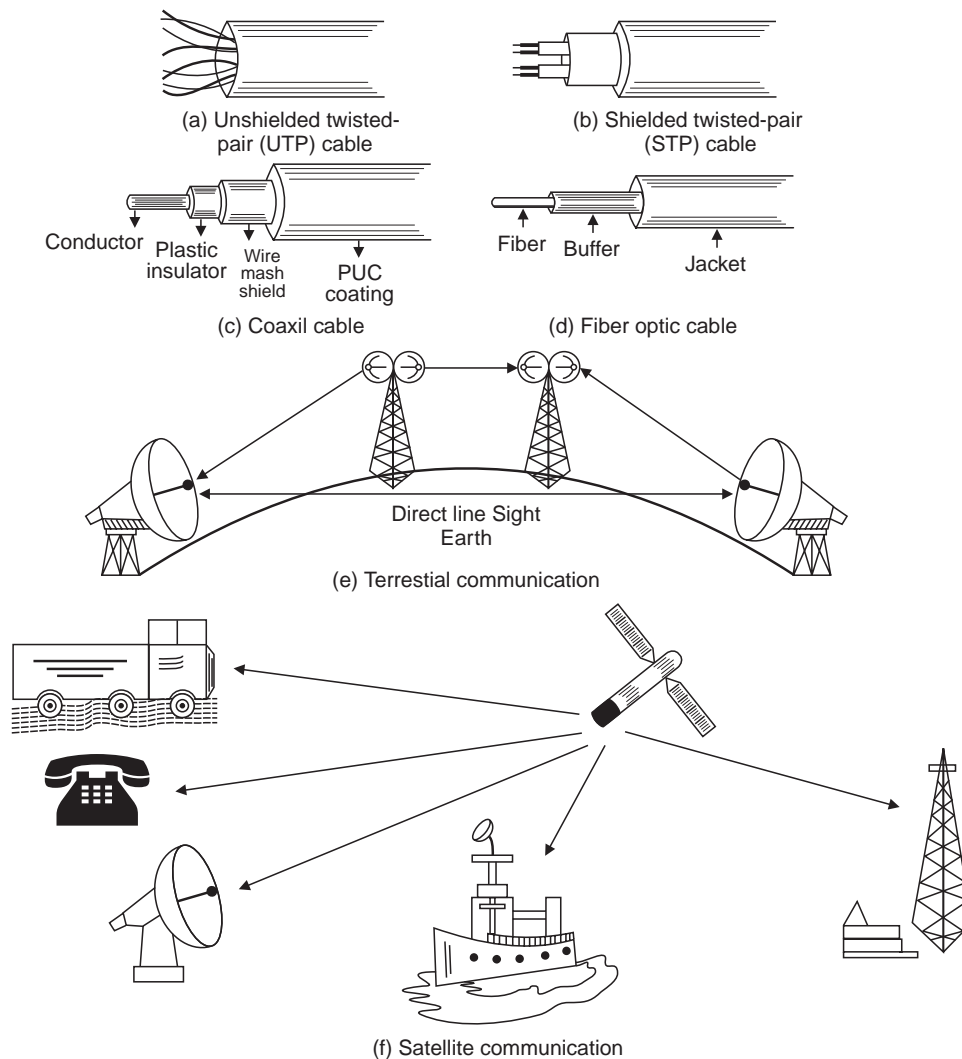 (a) Unshielded twisted-
pair (UTP) cable
(b) Shielded twisted-pair
(STP) cable
Conductor
Plastic
insulator
Wire
mash
shield
PUC
coating
(c) Coaxil cable
Fiber
Buffer
Jacket
(d) Fiber optic cable
Direct line Sight
Earth
(e) Terrestial communication
(f) Satellite communication